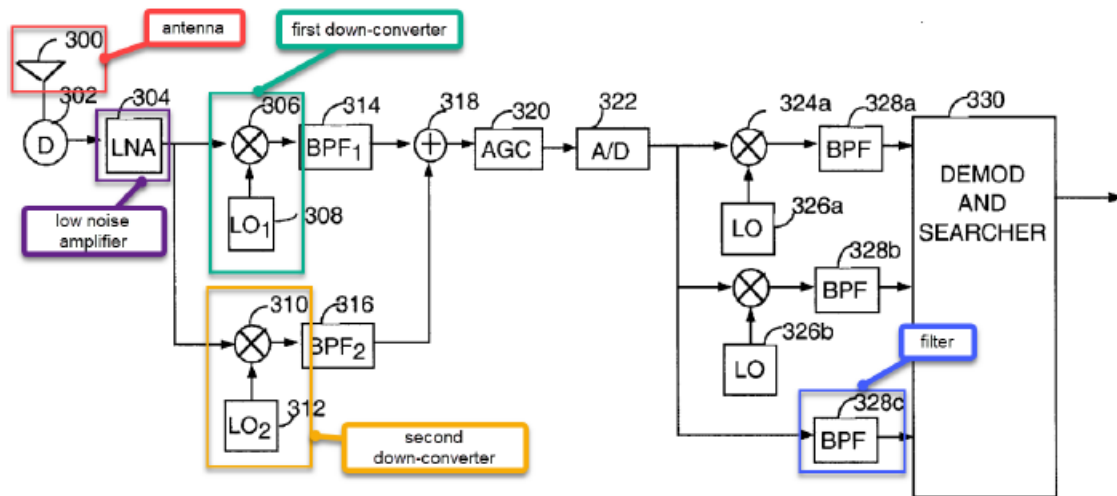 antenna
first down-converter
300
302
304
306
314
318
320
322
324a
328a
330
D
LNA
BPF1
AGC
A/D
BPF
DEMOD
AND
SEARCHER
low noise
amplifier
LO1
308
LO
326a
328b
310
316
BPF
BPF2
326b
LO
filter
312
LO2
328c
BPF
second
down-converter